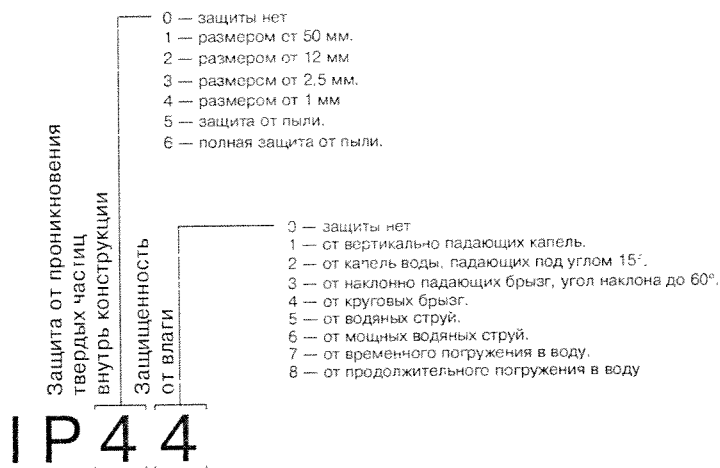 0 — защиты нет
1 — размером от 50 мм.
2 — размером от 12 мм
3 — размером от 2,5 мм.
4 — размером от 1 мм
5 — защита от пыли.
6 — полная защита от пыли.
Защита от проникновения
твердых частиц
внутрь конструкции
Защищенность
от влаги
0 — защиты нет
1 — от вертикально падающих капель.
2 — от капель воды, падающих под углом 15°.
3 — от наклонно падающих брызг, угол наклона до 60°.
4 — от круговых брызг.
5 — от водяных струй.
6 — от мощных водяных струй.
7 — от временного погружения в воду.
8 — от продолжительного погружения в воду
IP44